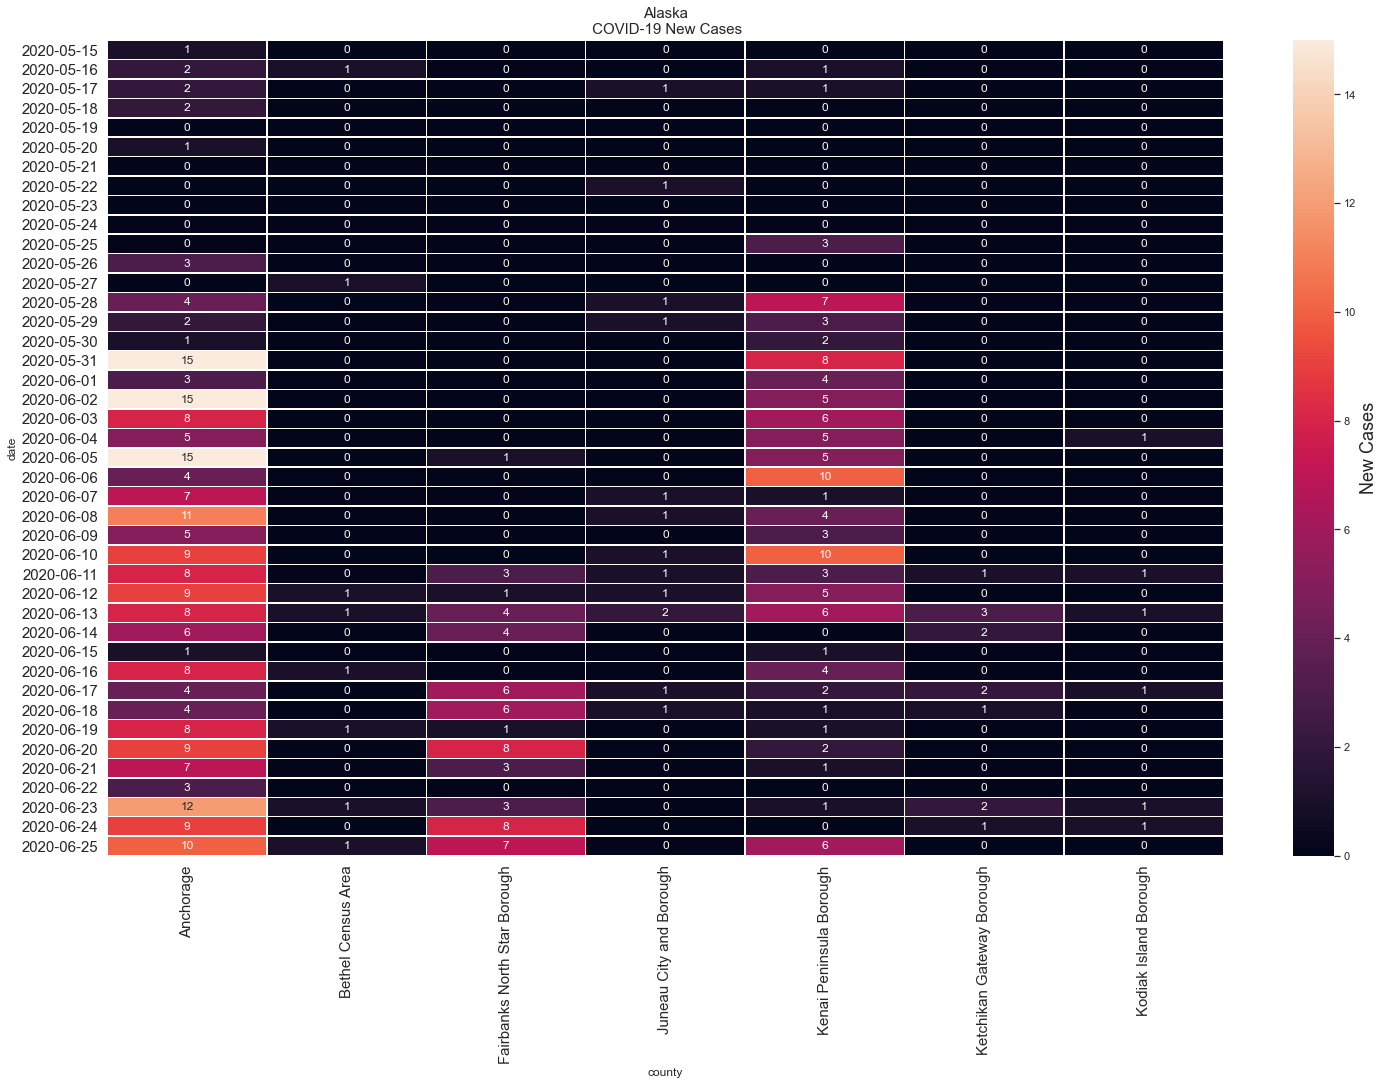 Alaska
COVID-19 New Cases
2020-05-15 1 0 0 0 0 0 0
2020-05-16 2 1 0 0 1 0 0
2020-05-17 2 0 0 1 1 0 0
2020-05-18 2 0 0 0 0 0 0
2020-05-19 0 0 0 0 0 0 0
2020-05-20 1 0 0 0 0 0 0
2020-05-21 0 0 0 0 0 0 0
2020-05-22 0 0 0 1 0 0 0
2020-05-23 0 0 0 0 0 0 0
2020-05-24 0 0 0 0 0 0 0
2020-05-25 0 0 0 0 3 0 0
2020-05-26 3 0 0 0 0 0 0
2020-05-27 0 1 0 0 0 0 0
2020-05-28 4 0 0 1 7 0 0
2020-05-29 2 0 0 1 3 0 0
2020-05-30 1 0 0 0 2 0 0
2020-05-31 15 0 0 0 8 0 0
2020-06-01 3 0 0 0 4 0 0
2020-06-02 15 0 0 0 5 0 0
2020-06-03 8 0 0 0 6 0 0
2020-06-04 5 0 0 0 5 0 1
2020-06-05 15 0 1 0 5 0 0
2020-06-06 4 0 0 0 10 0 0
2020-06-07 7 0 0 1 1 0 0
2020-06-08 11 0 0 1 4 0 0
2020-06-09 5 0 0 0 3 0 0
2020-06-10 9 0 0 1 10 0 0
2020-06-11 8 0 3 1 3 1 1
2020-06-12 9 1 1 1 5 0 0
2020-06-13 8 1 4 2 6 3 1
2020-06-14 6 0 4 0 0 2 0
2020-06-15 1 0 0 0 1 0 0
2020-06-16 8 1 0 0 4 0 0
2020-06-17 4 0 6 1 2 2 1
2020-06-18 4 0 6 1 1 1 0
2020-06-19 8 1 1 0 1 0 0
2020-06-20 9 0 8 0 2 0 0
2020-06-21 7 0 3 0 1 0 0
2020-06-22 3 0 0 0 0 0 0
2020-06-23 12 1 3 0 1 2 1
2020-06-24 9 0 8 0 0 1 1
2020-06-25 10 1 7 0 6 0 0
date
Anchorage
Bethel Census Area
Fairbanks North Star Borough
Juneau City and Borough
Kenai Peninsula Borough
Ketchikan Gateway Borough
Kodiak Island Borough
county
14
12
10
8
6
4
2
0
New Cases